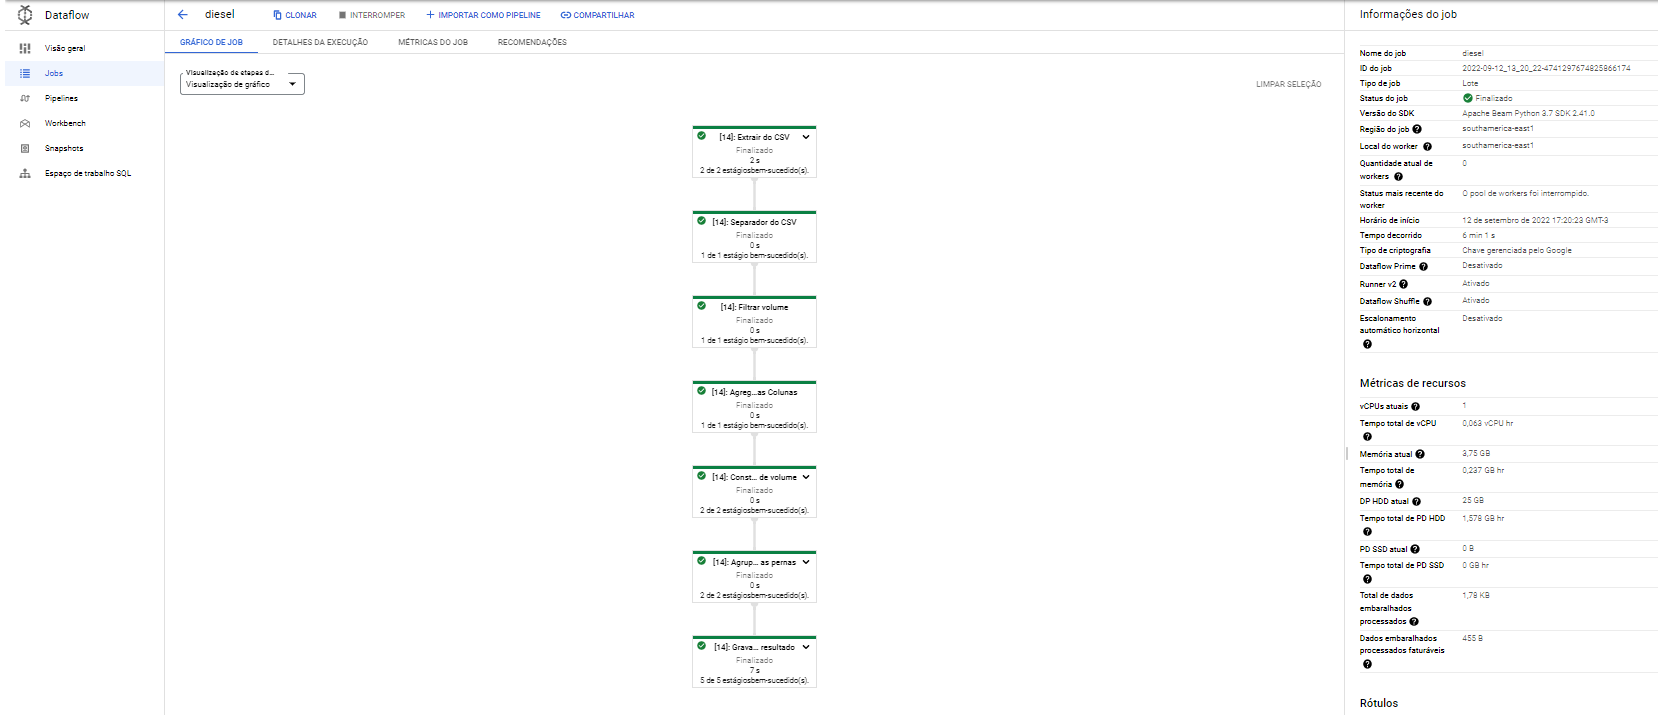 Dataflow
Visão geral
Jobs
Pipelines
Workbench
Snapshots
Espaço de trabalho SQL
diesel
CLONAR
INTERROMPER
IMPORTAR COMO PIPELINE
COMPARTILHAR
GRÁFICO DE JOB
DETALHES DA EXECUÇÃO
MÉTRICAS DO JOB
RECOMENDAÇÕES
Visualização de etapas d...
Visualização de gráfico
LIMPAR SELEÇÃO
[14]: Extrair do CSV
Finalizado
2 s
2 de 2 estágiosbem-sucedido(s).
[14]: Separador do CSV
Finalizado
0 s
1 de 1 estágio bem-sucedido(s).
[14]: Filtrar volume
Finalizado
0 s
1 de 1 estágio bem-sucedido(s).
[14]: Agreg...as Colunas
Finalizado
0 s
1 de 1 estágio bem-sucedido(s).
[14]: Const... de volume
Finalizado
0 s
2 de 2 estágiosbem-sucedido(s).
[14]: Agrup... as pernas
Finalizado
0 s
2 de 2 estágiosbem-sucedido(s).
[14]: Grava... resultado
Finalizado
7 s
5 de 5 estágiosbem-sucedido(s).
Informações do job
Nome do job diesel
ID do job 2022-09-12_13_20_22-4741297674825866174
Tipo de job Lote
Status do job Finalizado
Versão do SDK Apache Beam Python 3.7 SDK 2.41.0
Região do job southamerica-east1
Local do worker southamerica-east1
Quantidade atual de 0
workers
Status mais recente do O pool de workers foi interrompido.
worker
Horário de início 12 de setembro de 2022 17:20:23 GMT-3
Tempo decorrido 6 min 1 s
Tipo de criptografia Chave gerenciada pelo Google
Dataflow Prime Desativado
Runner v2 Ativado
Dataflow Shuffle Ativado
Escalonamento Desativado
automático horizontal
Métricas de recursos
vCPUs atuais 1
Tempo total de vCPU 0,063 vCPU hr
Memória atual 3,75 GB
Tempo total de 0,237 GB hr
memória
DP HDD atual 25 GB
Tempo total de PD HDD 1,578 GB hr
PD SSD atual 0 B
Tempo total de PD SSD 0 GB hr
Total de dados 1,78 KB
embaralhados
processados
Dados embaralhados 455 B
processados faturáveis
Rótulos